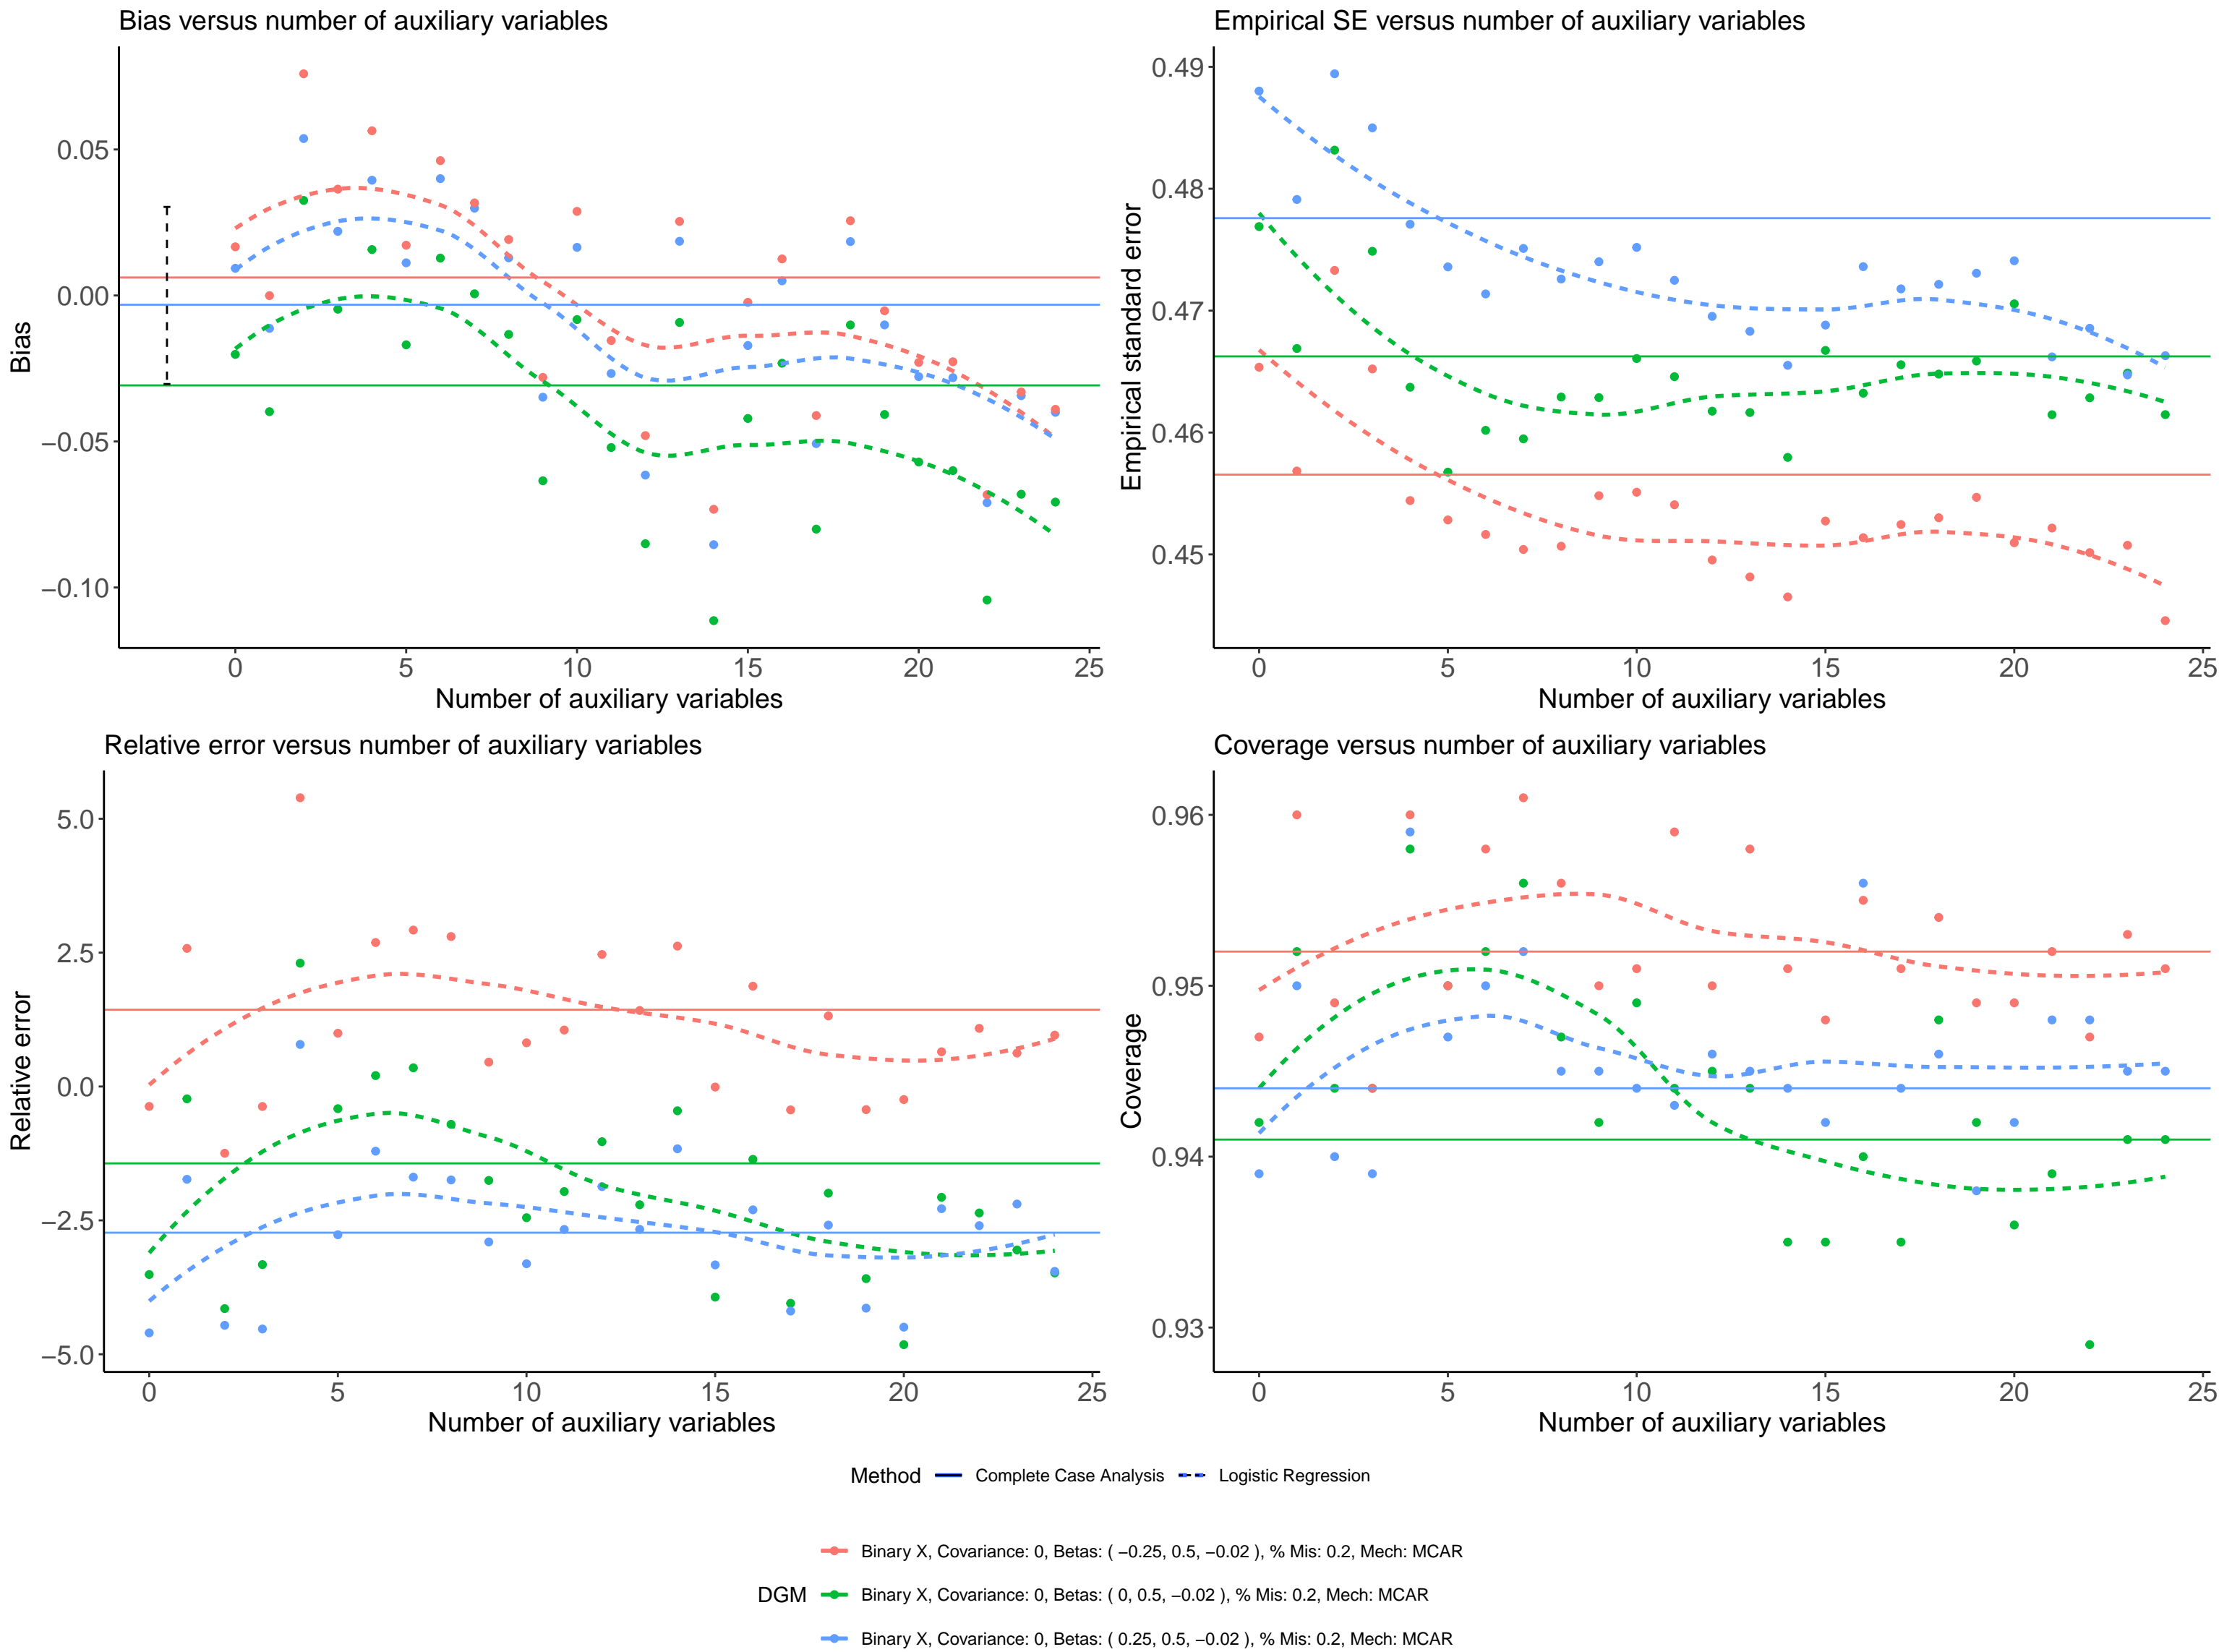 Bias versus number of auxiliary variables
Bias
0.05
0.00
−0.05
−0.10
0 5 10 15 20 25
Number of auxiliary variables
Empirical SE versus number of auxiliary variables
Empirical standard error
0.49
0.48
0.47
0.46
0.45
0 5 10 15 20 25
Number of auxiliary variables
Relative error versus number of auxiliary variables
Relative error
5.0
2.5
0.0
−2.5
−5.0
0 5 10 15 20 25
Number of auxiliary variables
Coverage versus number of auxiliary variables
Coverage
0.96
0.95
0.94
0.93
0 5 10 15 20 25
Number of auxiliary variables
Method Complete Case Analysis Logistic Regression
Binary X, Covariance: 0, Betas: ( −0.25, 0.5, −0.02 ), % Mis: 0.2, Mech: MCAR
DGM Binary X, Covariance: 0, Betas: ( 0, 0.5, −0.02 ), % Mis: 0.2, Mech: MCAR
Binary X, Covariance: 0, Betas: ( 0.25, 0.5, −0.02 ), % Mis: 0.2, Mech: MCAR